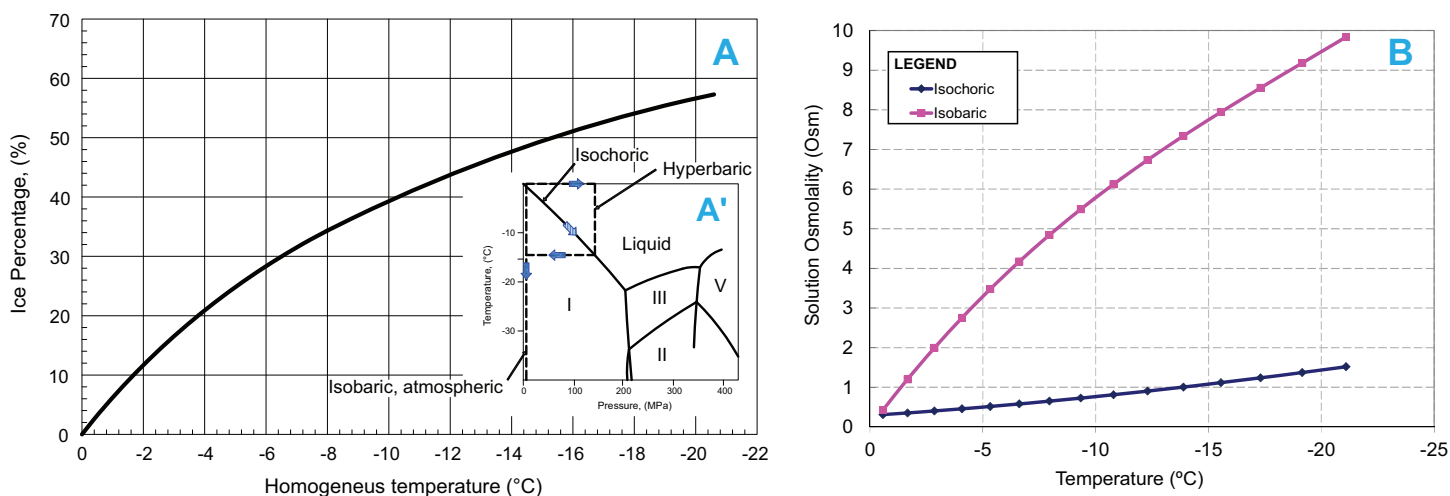 A
Ice Percentage, (%)
70
60
50
40
30
20
10
0
0 -2 -4 -6 -8 -10 -12 -14 -16 -18 -20 -22
Homogeneus temperature (°C)
Isochoric
Hyperbaric
A'
Liquid
I
III
V
II
Isobaric, atmospheric
Temperature, (°C)
-10
-20
-30
0 100 200 300 400
Pressure, (MPa)
B
LEGEND
Isochoric
Isobaric
Solution Osmolality (Osm)
10
9
8
7
6
5
4
3
2
1
0
0 -5 -10 -15 -20 -25
Temperature (ºC)